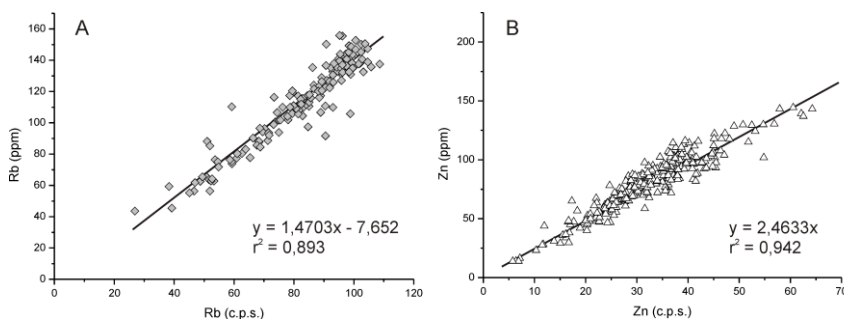 A
160
140
120
100
80
60
40
20
0
Rb (ppm)
y = 1,4703x - 7,652
r² = 0,893
0 20 40 60 80 100 120
Rb (c.p.s.)
B
200
150
100
50
0
Zn (ppm)
y = 2,4633x
r² = 0,942
0 10 20 30 40 50 60 70
Zn (c.p.s.)